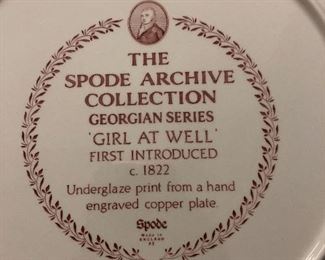 THE
SPODE ARCHIVE
COLLECTION
GEORGIAN SERIES
'GIRL AT WELL'
FIRST INTRODUCED
c. 1822
Underglaze print from a hand
engraved copper plate.
Spode
MADE IN
ENGLAND